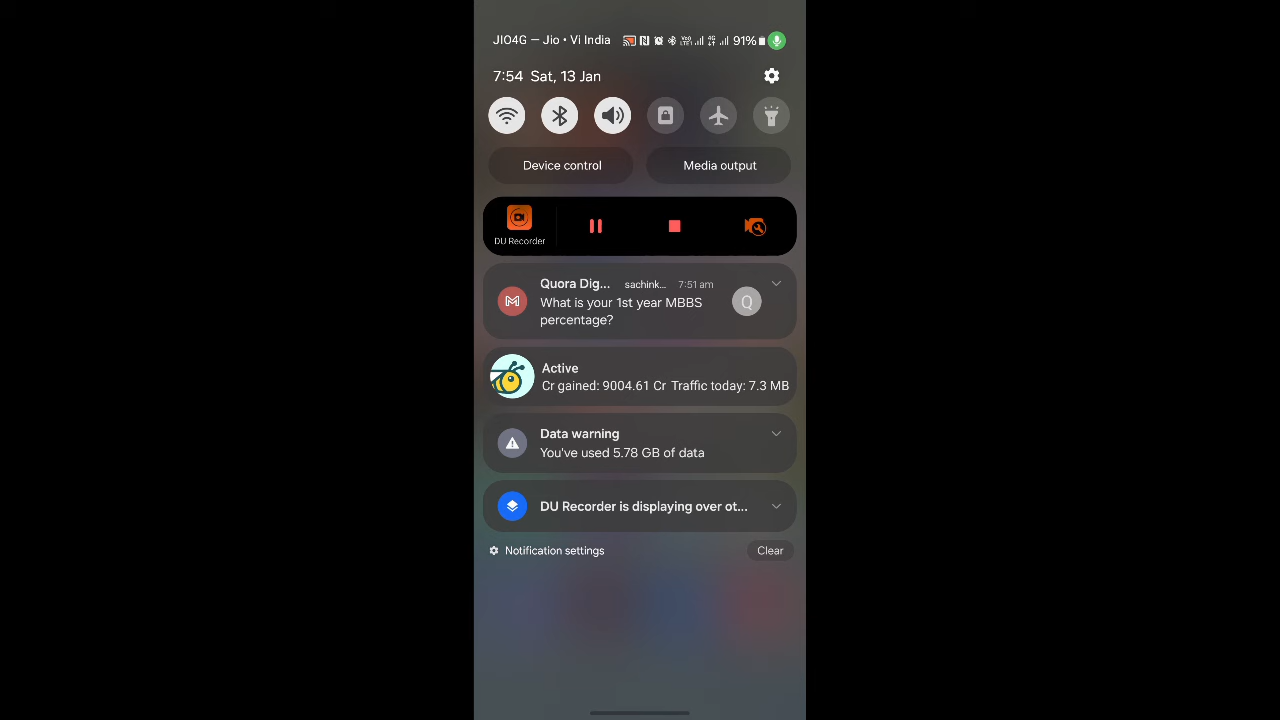 JIO4G — Jio • Vi India 91%
7:54 Sat, 13 Jan
Device control Media output
DU Recorder
Quora Dig... sachink... 7:51 am
What is your 1st year MBBS
percentage?
Q
Active
Cr gained: 9004.61 Cr Traffic today: 7.3 MB
Data warning
You've used 5.78 GB of data
DU Recorder is displaying over ot...
Notification settings Clear